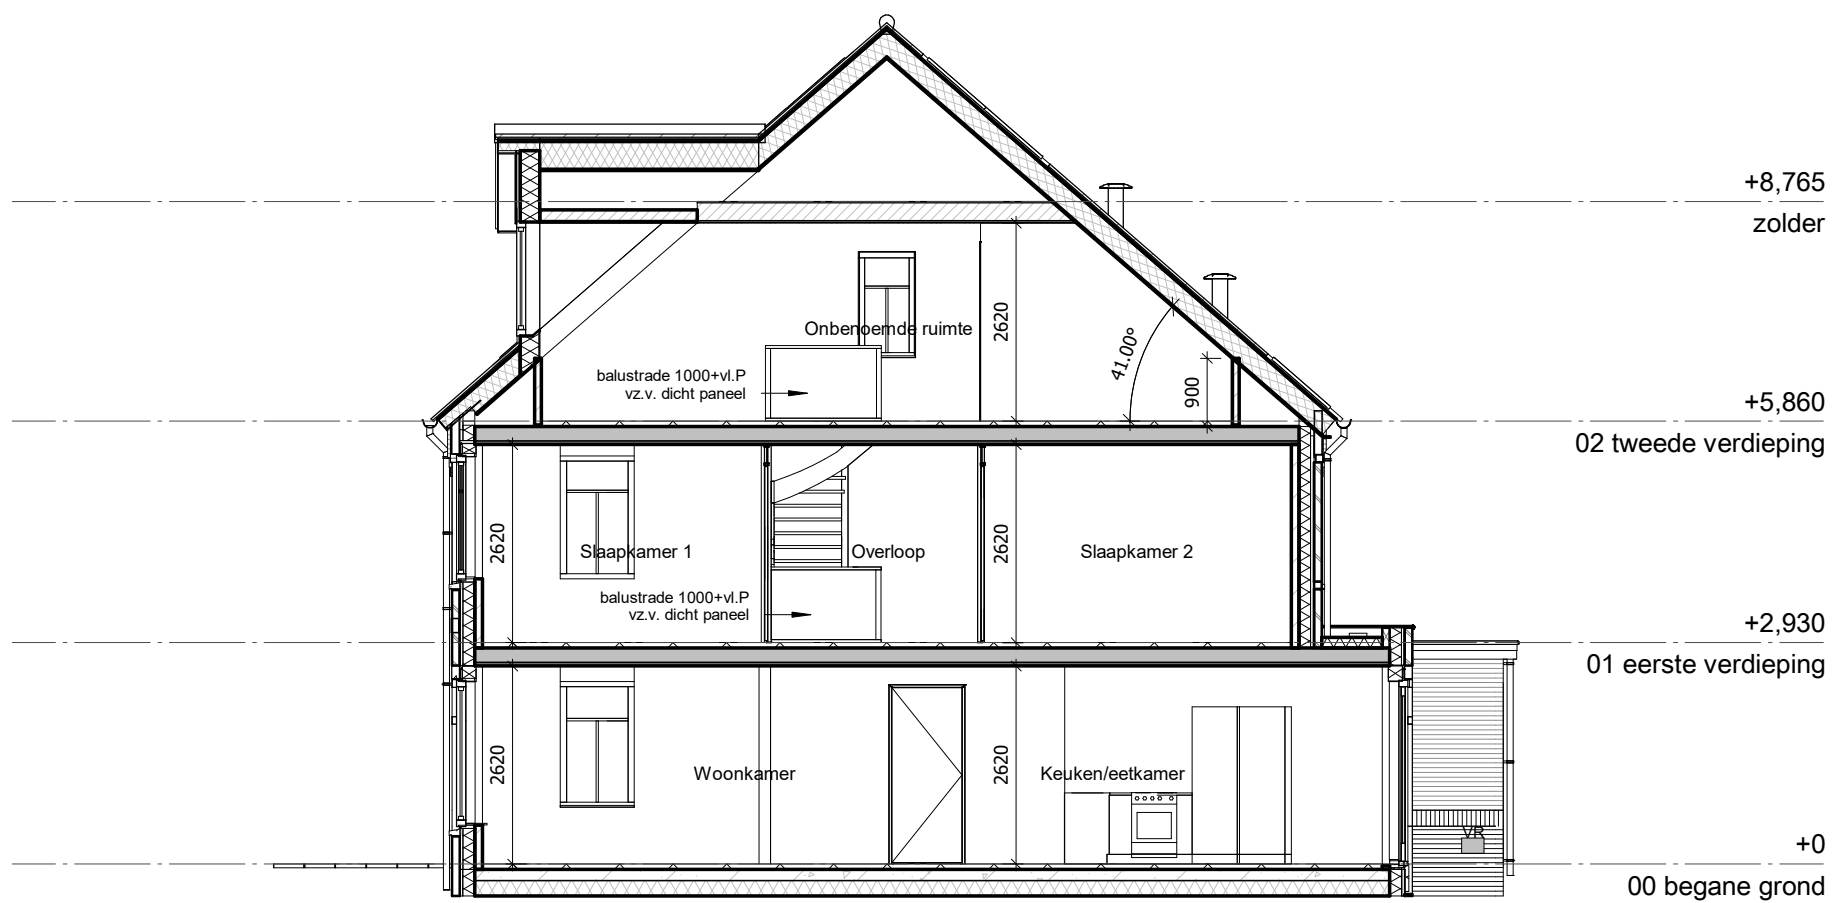 +8,765
zolder
2620
Onbenoemde ruimte
41.00°
balustrade 1000+vl.P
vz.v. dicht paneel
900
+5,860
02 tweede verdieping
2620
Slaapkamer 1
Overloop
2620
Slaapkamer 2
balustrade 1000+vl.P
vz.v. dicht paneel
+2,930
01 eerste verdieping
2620
Woonkamer
2620
Keuken/eetkamer
VR
+0
00 begane grond